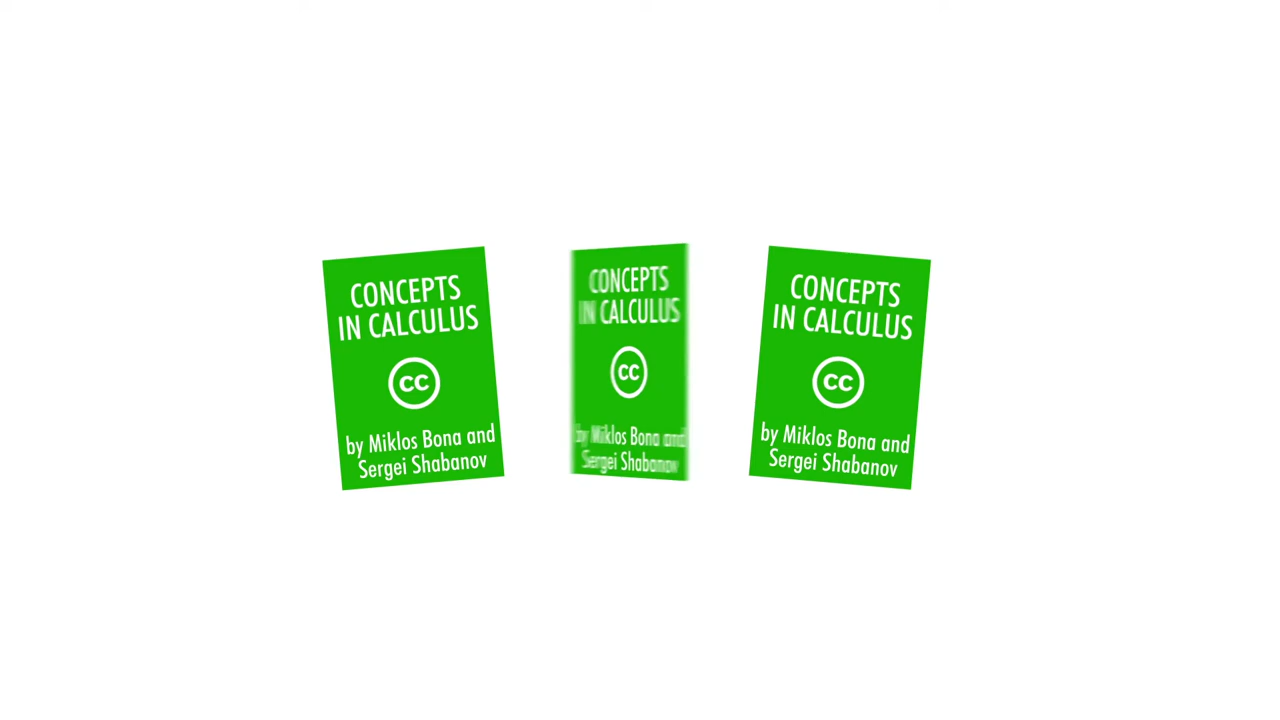 CONCEPTS
IN CALCULUS
cc
by Miklos Bona and
Sergei Shabanov
CONCEPTS
IN CALCULUS
cc
by Miklos Bona and
Sergei Shabanov
CONCEPTS
IN CALCULUS
cc
by Miklos Bona and
Sergei Shabanov